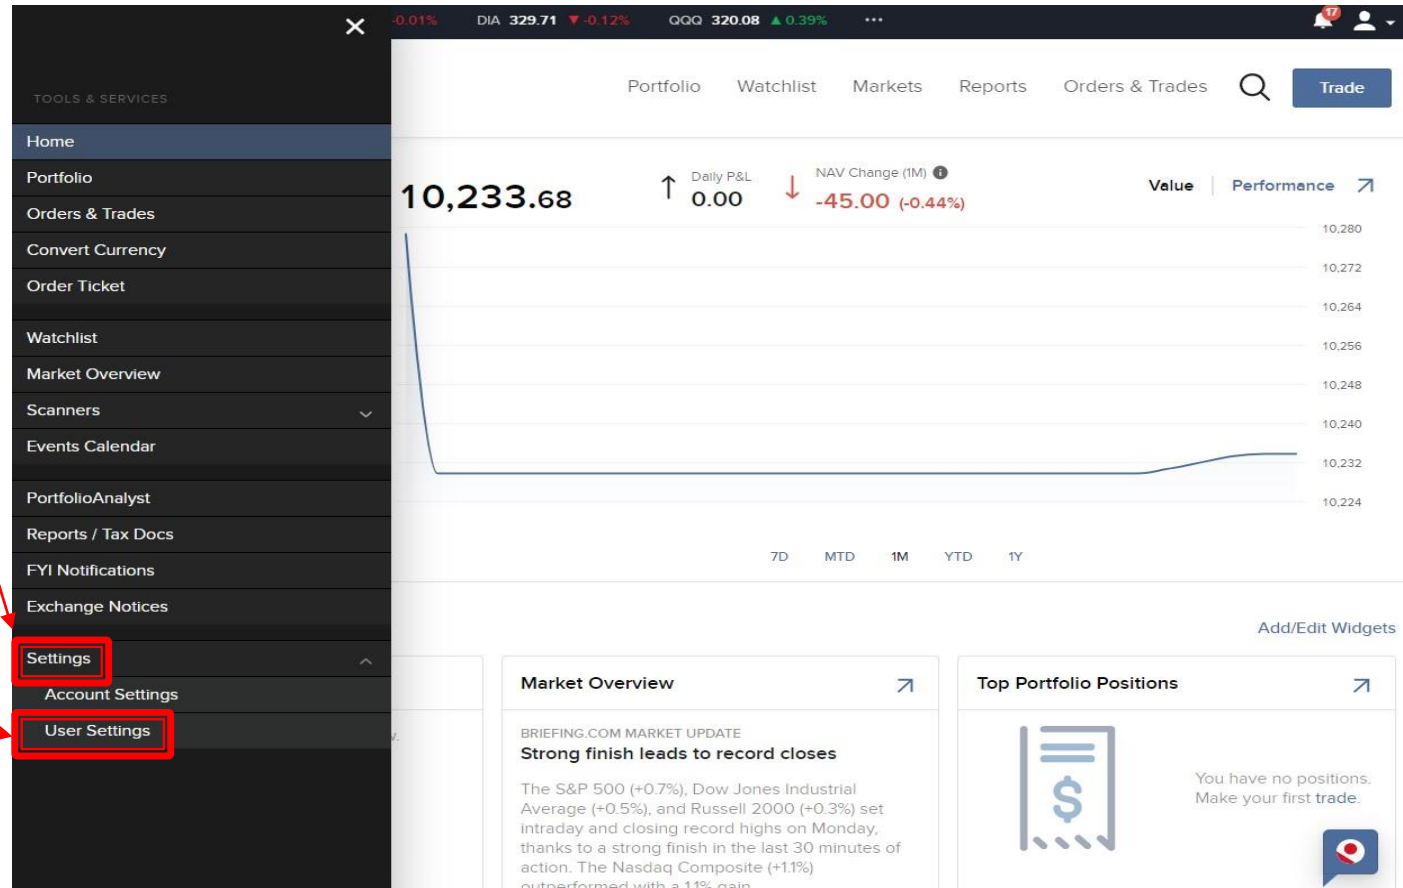 -0.01%
DIA 329.71 ▼ -0.12%
QQQ 320.08 ▲ 0.39%
...
17
TOOLS & SERVICES
Home
Portfolio
Orders & Trades
Convert Currency
Order Ticket
Watchlist
Market Overview
Scanners
Events Calendar
PortfolioAnalyst
Reports / Tax Docs
FYI Notifications
Exchange Notices
Settings
Account Settings
User Settings
Portfolio
Watchlist
Markets
Reports
Orders & Trades
Trade
10,233.68
Daily P&L
0.00
NAV Change (1M)
-45.00 (-0.44%)
Value
Performance
10,280
10,272
10,264
10,256
10,248
10,240
10,232
10,224
7D
MTD
1M
YTD
1Y
Add/Edit Widgets
Market Overview
BRIEFING.COM MARKET UPDATE
Strong finish leads to record closes
The S&P 500 (+0.7%), Dow Jones Industrial
Average (+0.5%), and Russell 2000 (+0.3%) set
intraday and closing record highs on Monday,
thanks to a strong finish in the last 30 minutes of
action. The Nasdaq Composite (+1.1%)
outperformed with a 1.1% gain
Top Portfolio Positions
$
You have no positions.
Make your first trade.